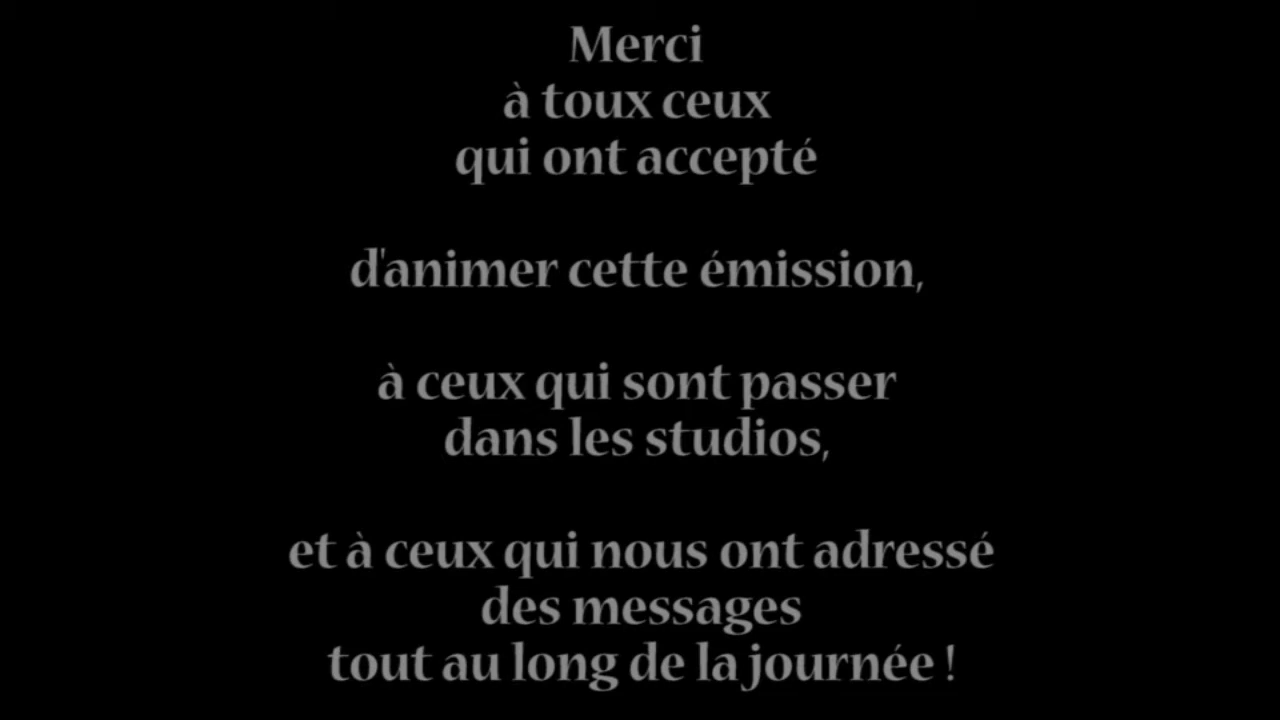 Merci
à toux ceux
qui ont accepté
d'animer cette émission,
à ceux qui sont passer
dans les studios,
et à ceux qui nous ont adressé
des messages
tout au long de la journée !